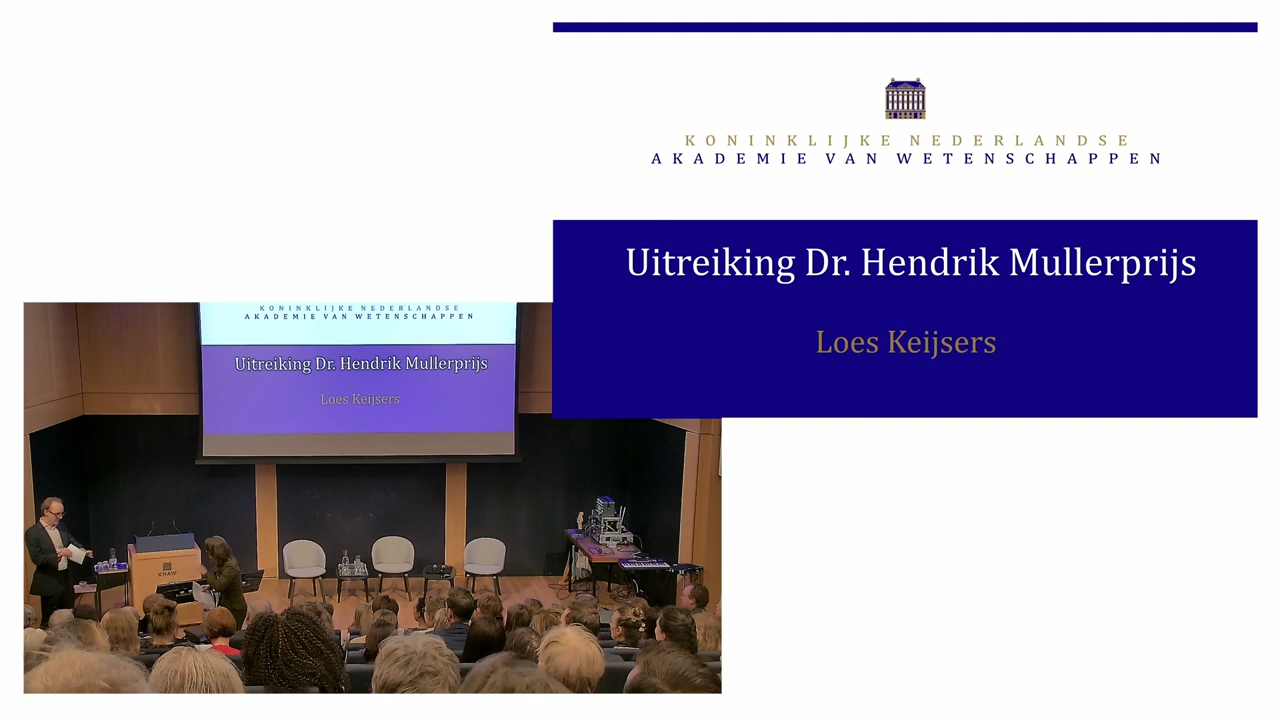 KONINKLIJKE NEDERLANDSE
AKADEMIE VAN WETENSCHAPPEN
Uitreiking Dr. Hendrik Mullerprijs
Loes Keijsers
KONINKLIJKE NEDERLANDSE
AKADEMIE VAN WETENSCHAPPEN
Uitreiking Dr. Hendrik Mullerprijs
Loes Keijsers
KNAW